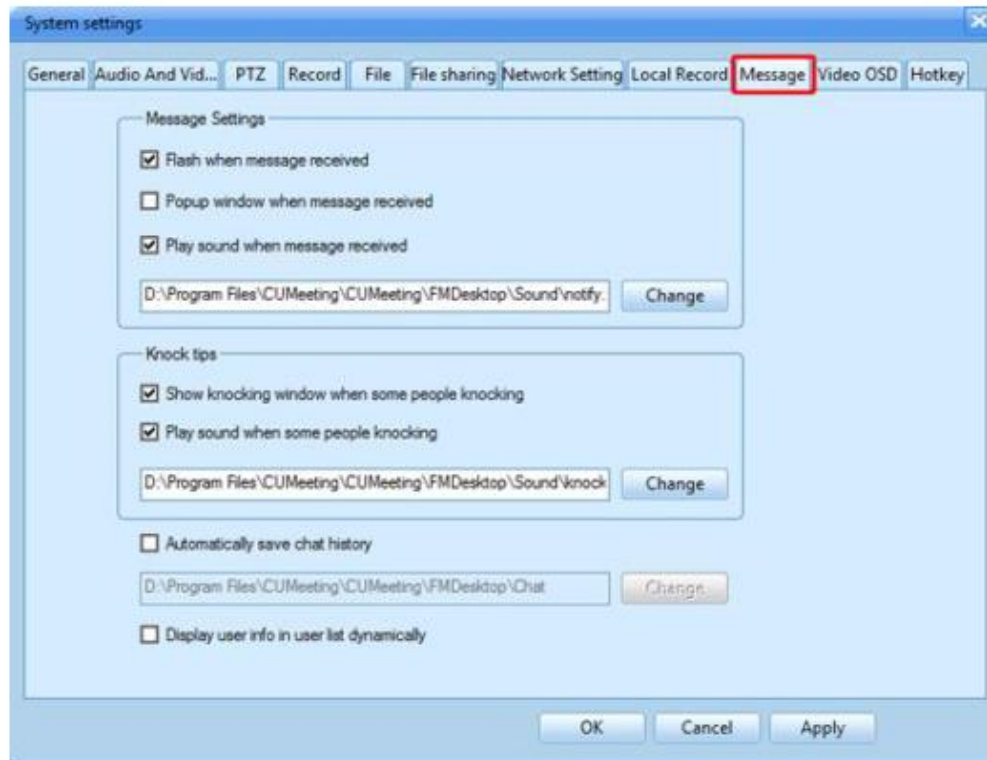 System settings
General Audio And Vid... PTZ Record File File sharing Network Setting Local Record Message Video OSD Hotkey
Message Settings
Flash when message received
Popup window when message received
Play sound when message received
D:\Program Files\CUMeeting\CUMeeting\FMDesktop\Sound\notify. Change
Knock tips
Show knocking window when some people knocking
Play sound when some people knocking
D:\Program Files\CUMeeting\CUMeeting\FMDesktop\Sound\knock Change
Automatically save chat history
D:\Program Files\CUMeeting\CUMeeting\FMDesktop\Chat Change
Display user info in user list dynamically
OK Cancel Apply